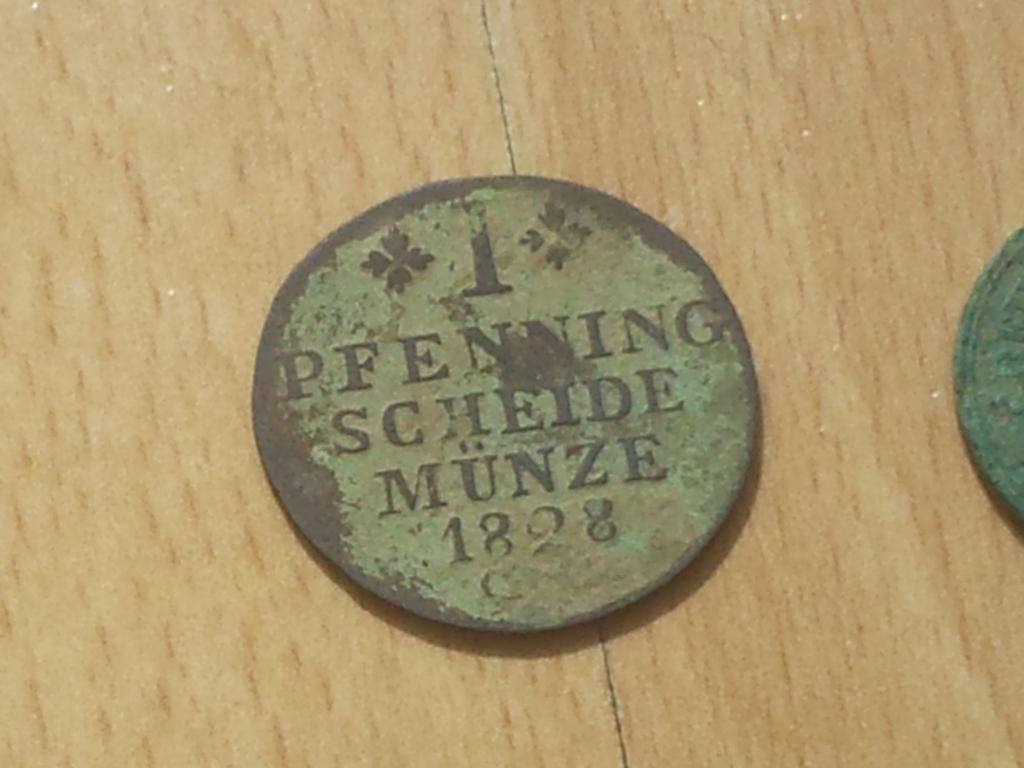 1
PFENNING
SCHEIDE
MÜNZE
1828
C